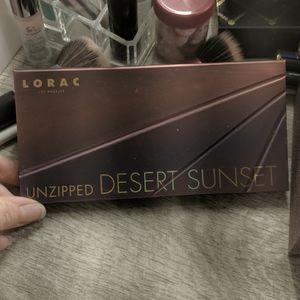 LORAC
LOS ANGELES
UNZIPPED DESERT SUNSET